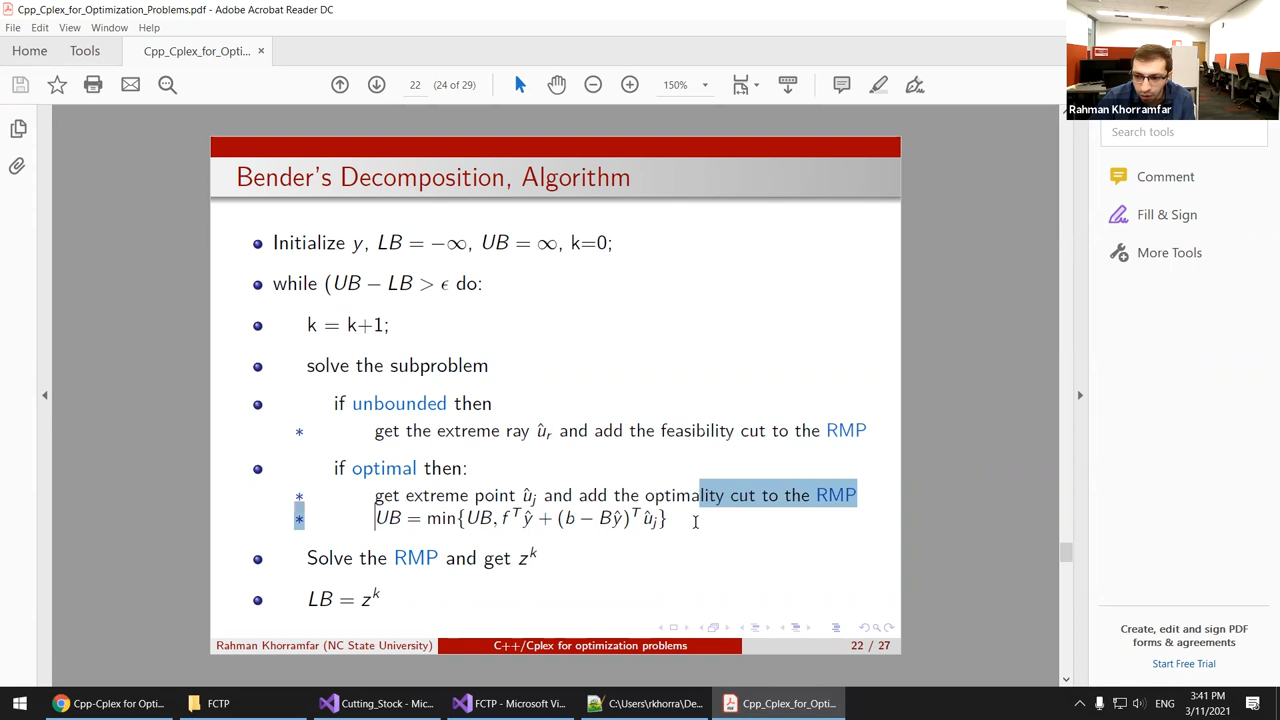 Cpp_Cplex_for_Optimization_Problems.pdf - Adobe Acrobat Reader DC
File Edit View Window Help
Home Tools Cpp_Cplex_for_Opti... ×
22 (24 of 29) 150%
Rahman Khorramfar
Search tools
Comment
Fill & Sign
More Tools
Bender's Decomposition, Algorithm
Initialize y, LB = −∞, UB = ∞, k=0;
while (UB − LB > ϵ do:
k = k+1;
solve the subproblem
if unbounded then
* get the extreme ray ûᵣ and add the feasibility cut to the RMP
if optimal then:
* get extreme point ûⱼ and add the optimality cut to the RMP
* UB = min{UB, fᵀŷ + (b − Bŷ)ᵀûⱼ}
Solve the RMP and get zᵏ
LB = zᵏ
Rahman Khorramfar (NC State University) C++/Cplex for optimization problems 22 / 27
Create, edit and sign PDF
forms & agreements
Start Free Trial
Cpp-Cplex for Opti... FCTP Cutting_Stock - Mic... FCTP - Microsoft Vi... C:\Users\rkhorra\De... Cpp_Cplex_for_Opti...
ENG
3:41 PM
3/11/2021